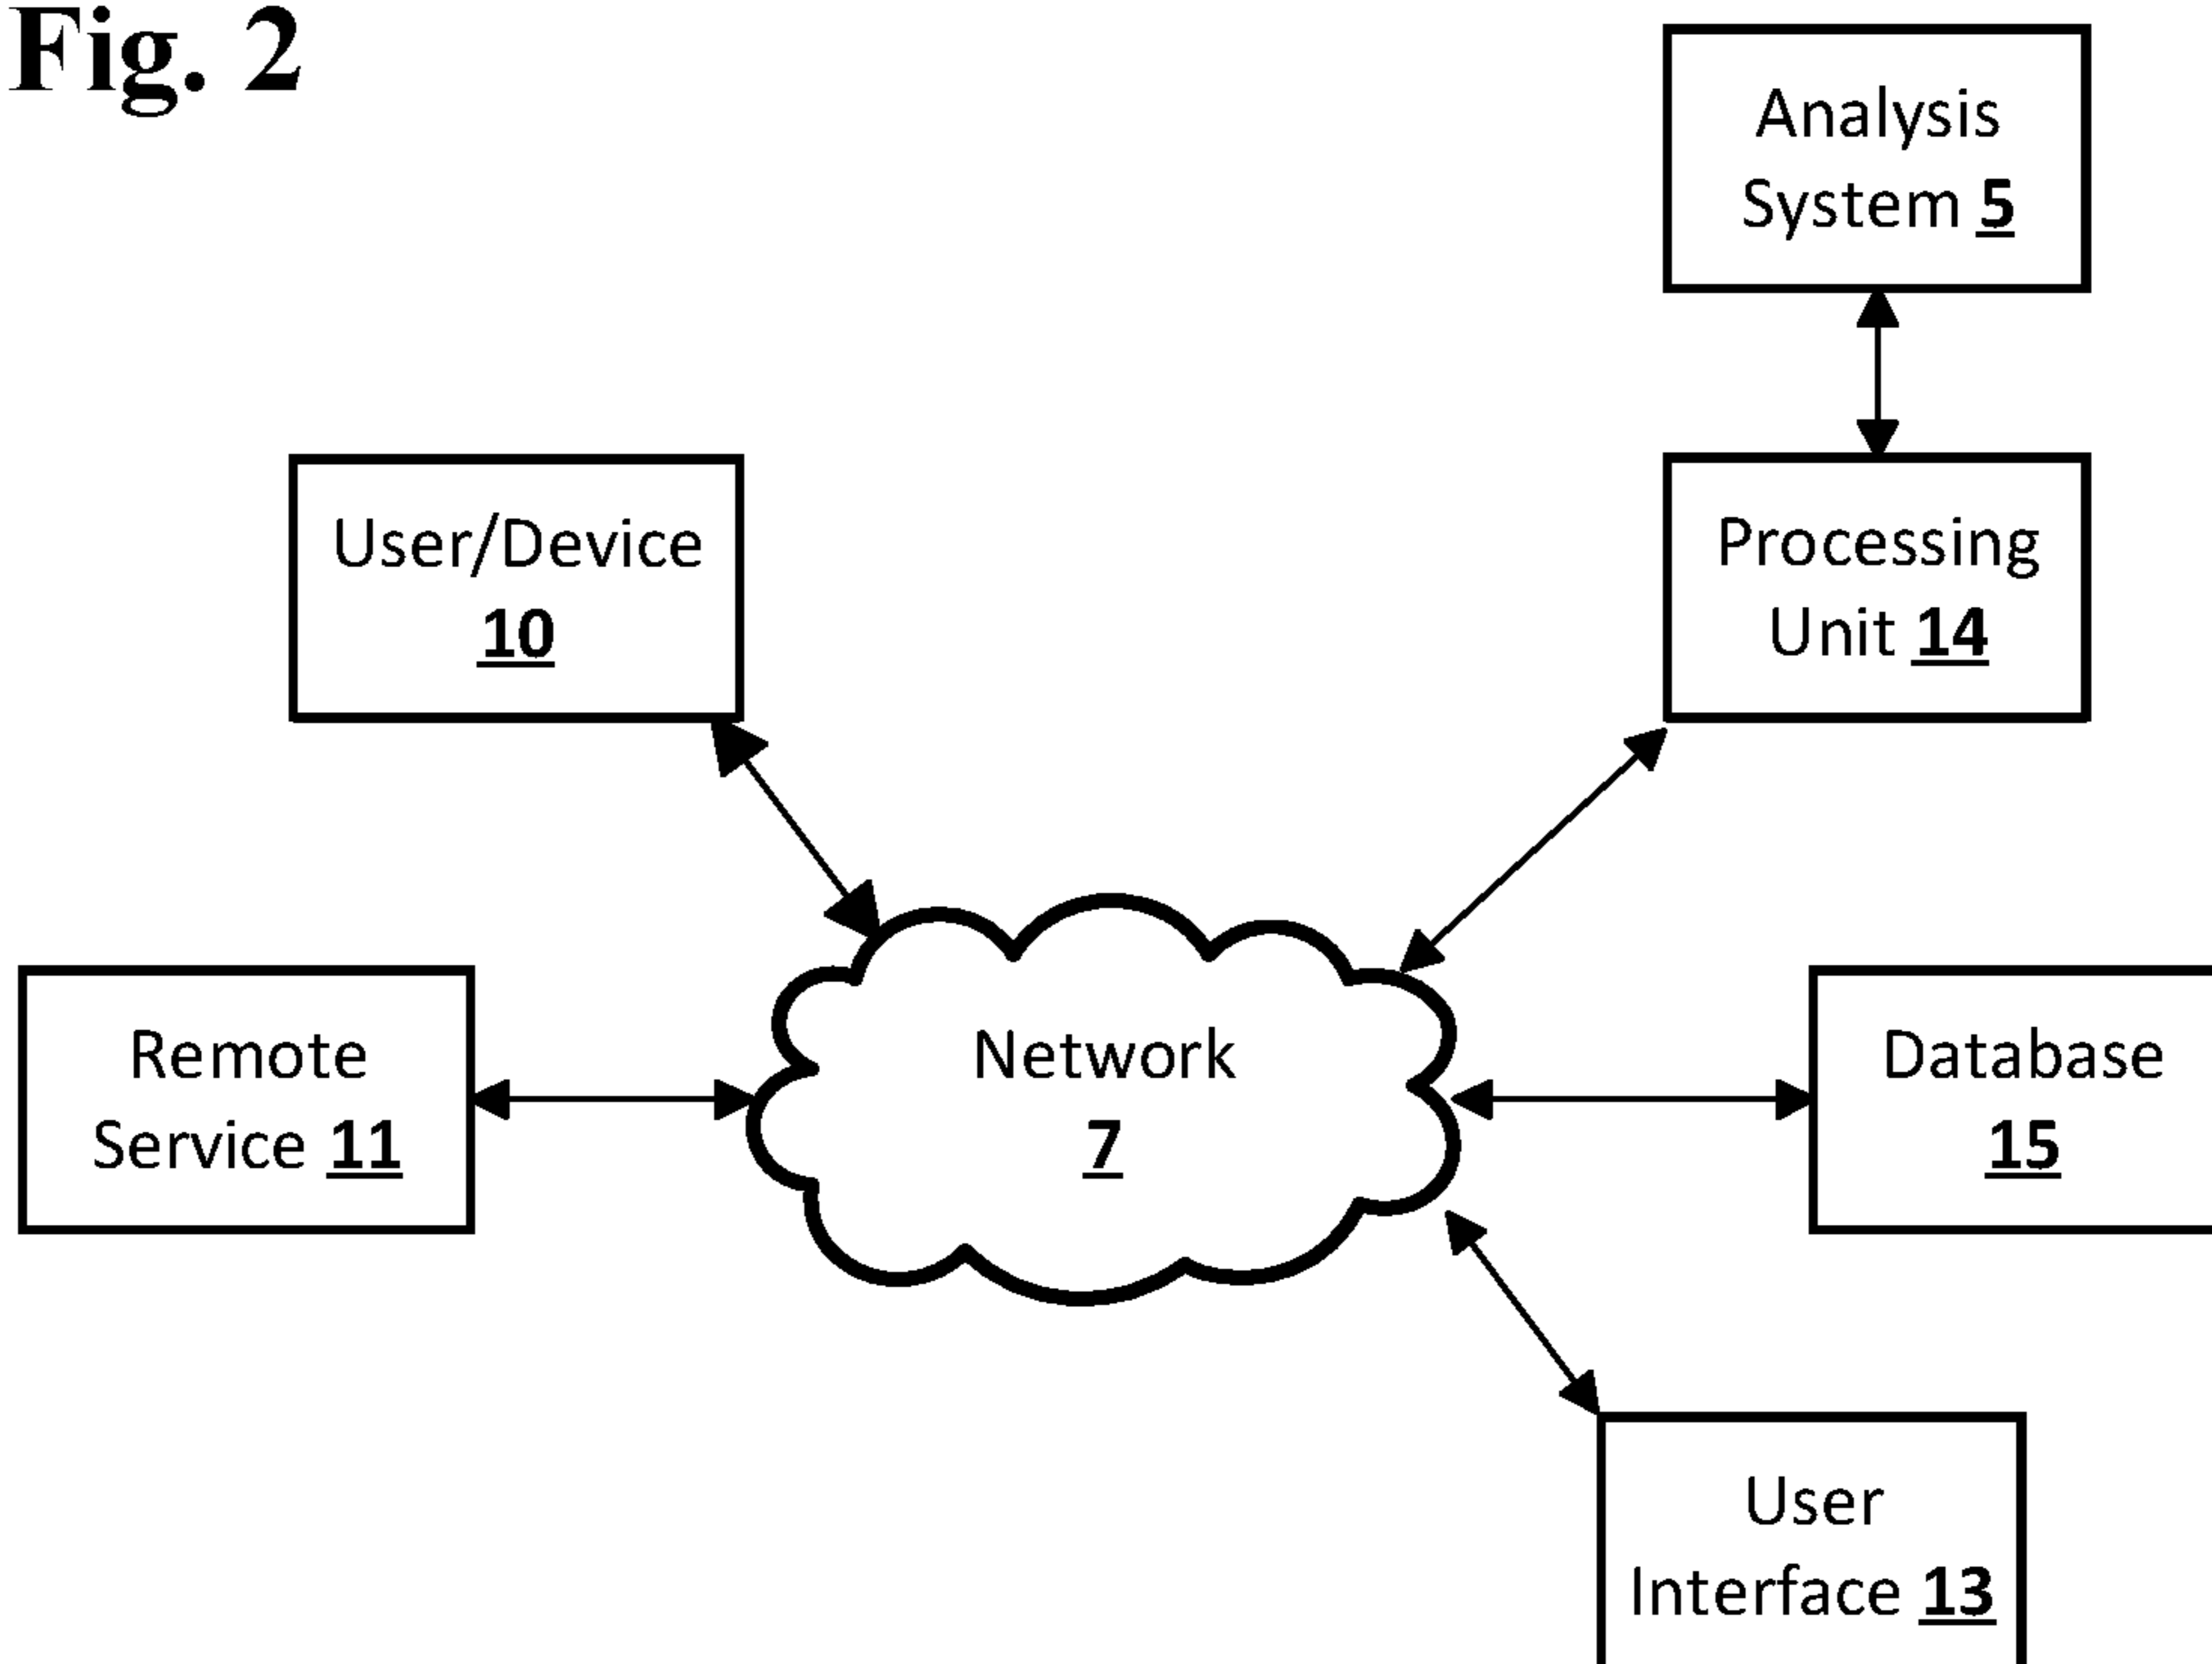 Fig. 2
Analysis
System 5
User/Device
10
Processing
Unit 14
Remote
Service 11
Network
7
Database
15
User
Interface 13